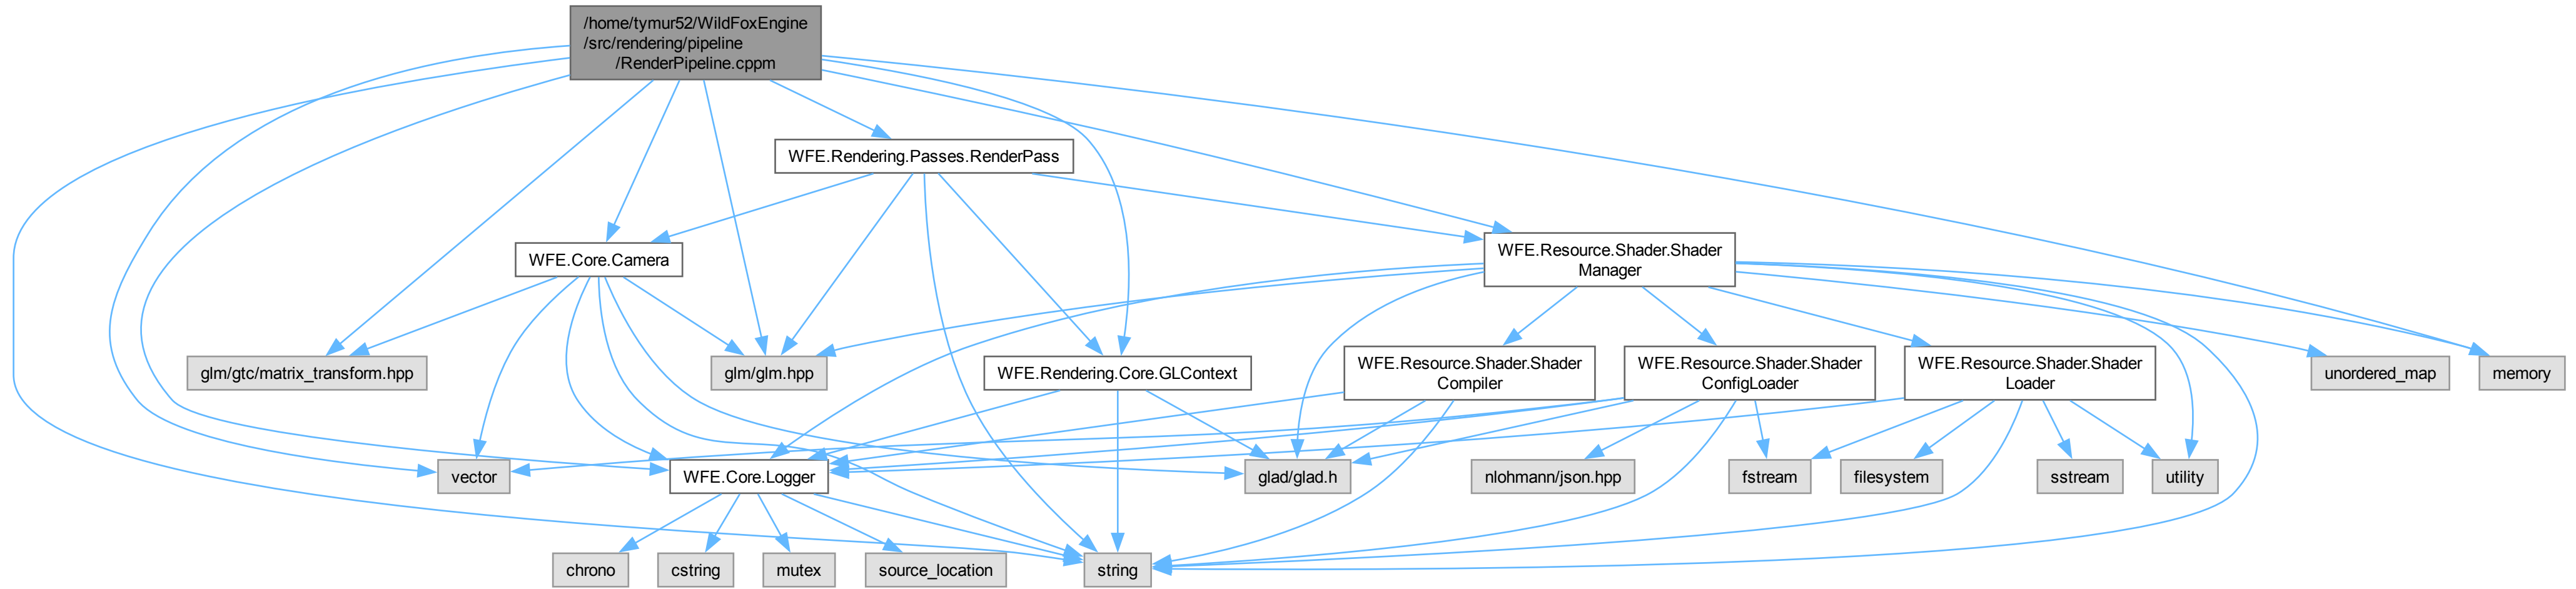 /home/tymur52/WildFoxEngine
/src/rendering/pipeline
/RenderPipeline.cppm
WFE.Rendering.Passes.RenderPass
WFE.Core.Camera
WFE.Resource.Shader.Shader
Manager
glm/gtc/matrix_transform.hpp
glm/glm.hpp
WFE.Rendering.Core.GLContext
WFE.Resource.Shader.Shader
Compiler
WFE.Resource.Shader.Shader
ConfigLoader
WFE.Resource.Shader.Shader
Loader
unordered_map
memory
vector
WFE.Core.Logger
glad/glad.h
nlohmann/json.hpp
fstream
filesystem
sstream
utility
chrono
cstring
mutex
source_location
string